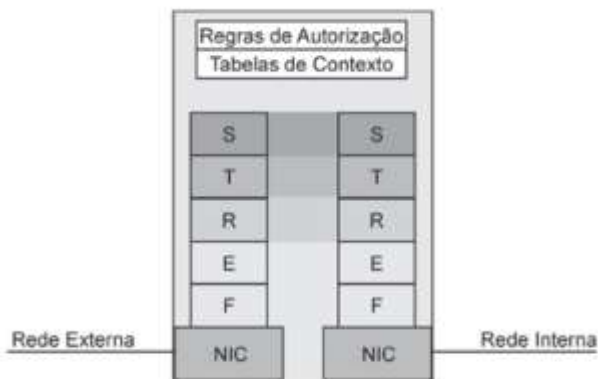 Regras de Autorização
Tabelas de Contexto
S S
T T
R R
E E
F F
Rede Externa NIC NIC Rede Interna